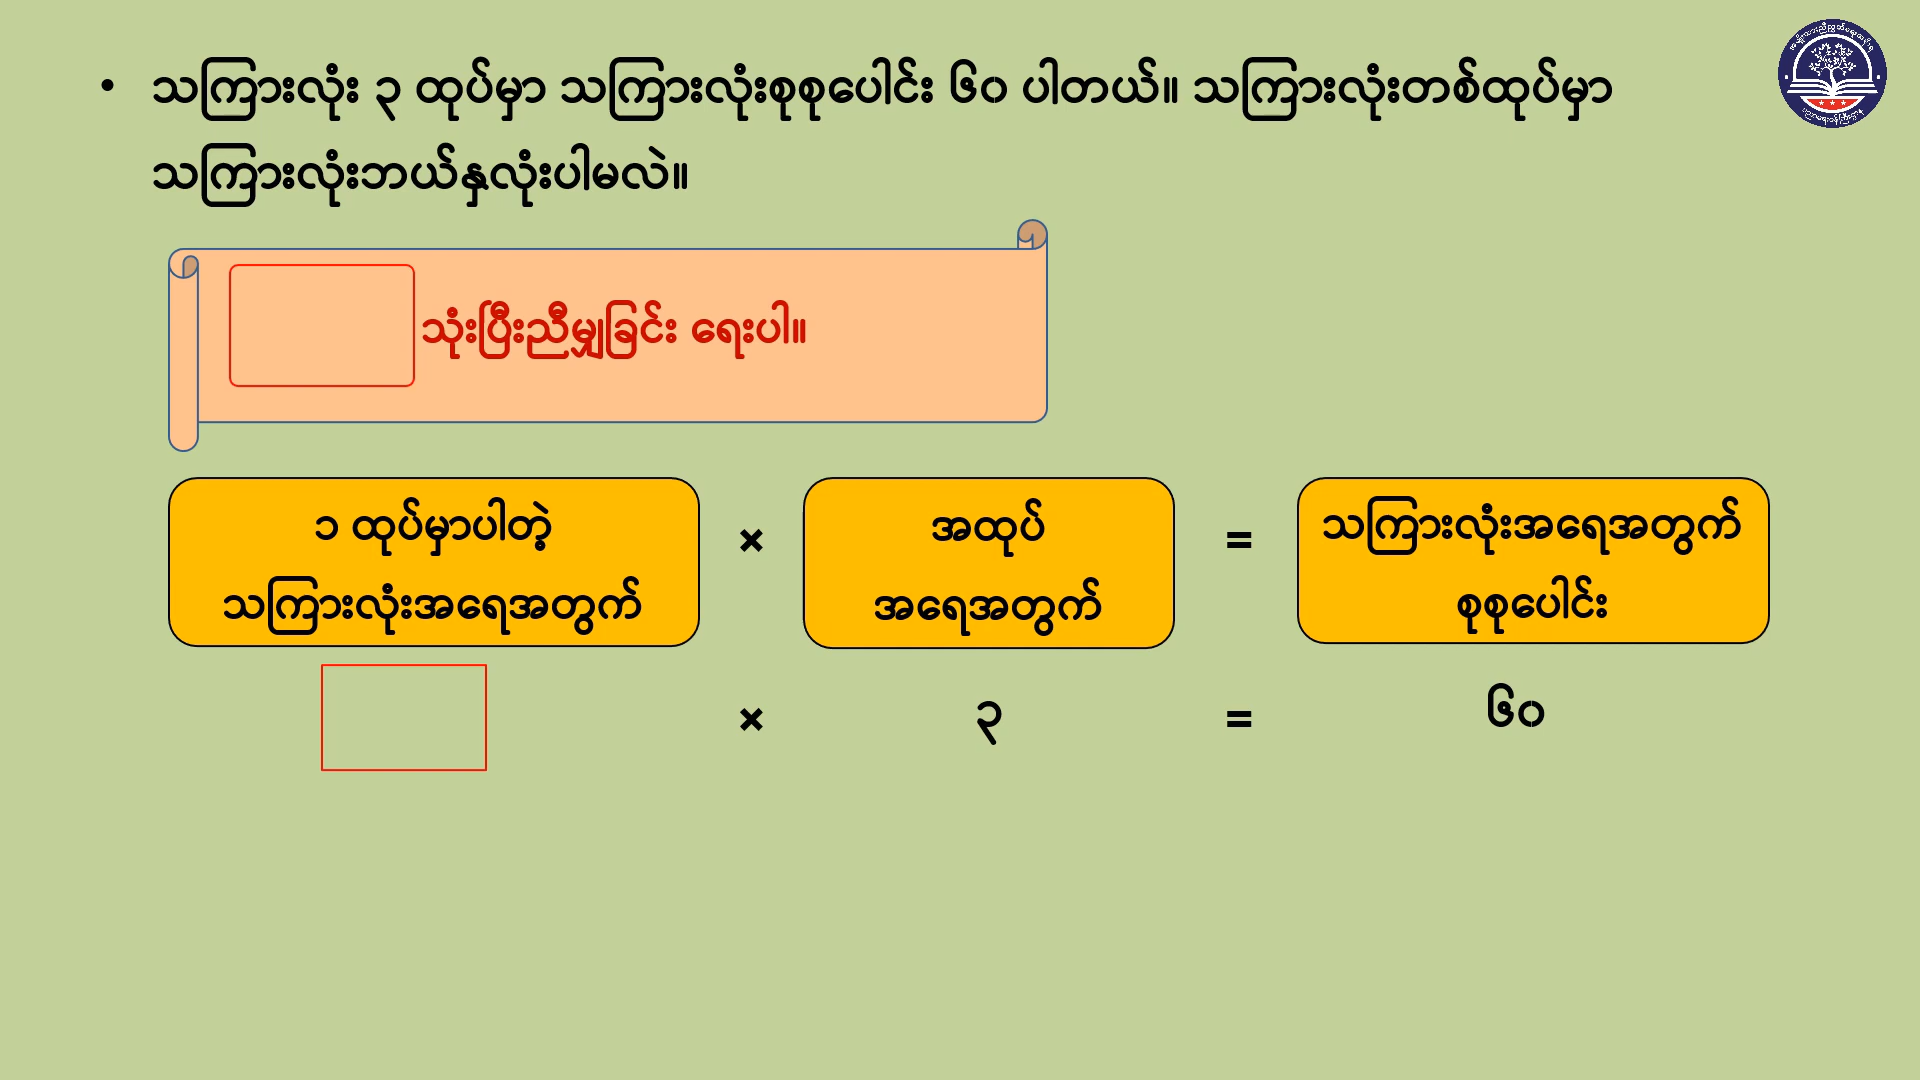 • သကြားလုံး ၃ ထုပ်မှာ သကြားလုံးစုစုပေါင်း ၆၀ ပါတယ်။ သကြားလုံးတစ်ထုပ်မှာ
သကြားလုံးဘယ်နှလုံးပါမလဲ။
သုံးပြီးညီမျှခြင်း ရေးပါ။
၁ ထုပ်မှာပါတဲ့
သကြားလုံးအရေအတွက်
×
အထုပ်
အရေအတွက်
=
သကြားလုံးအရေအတွက်
စုစုပေါင်း
× ၃ = ၆၀